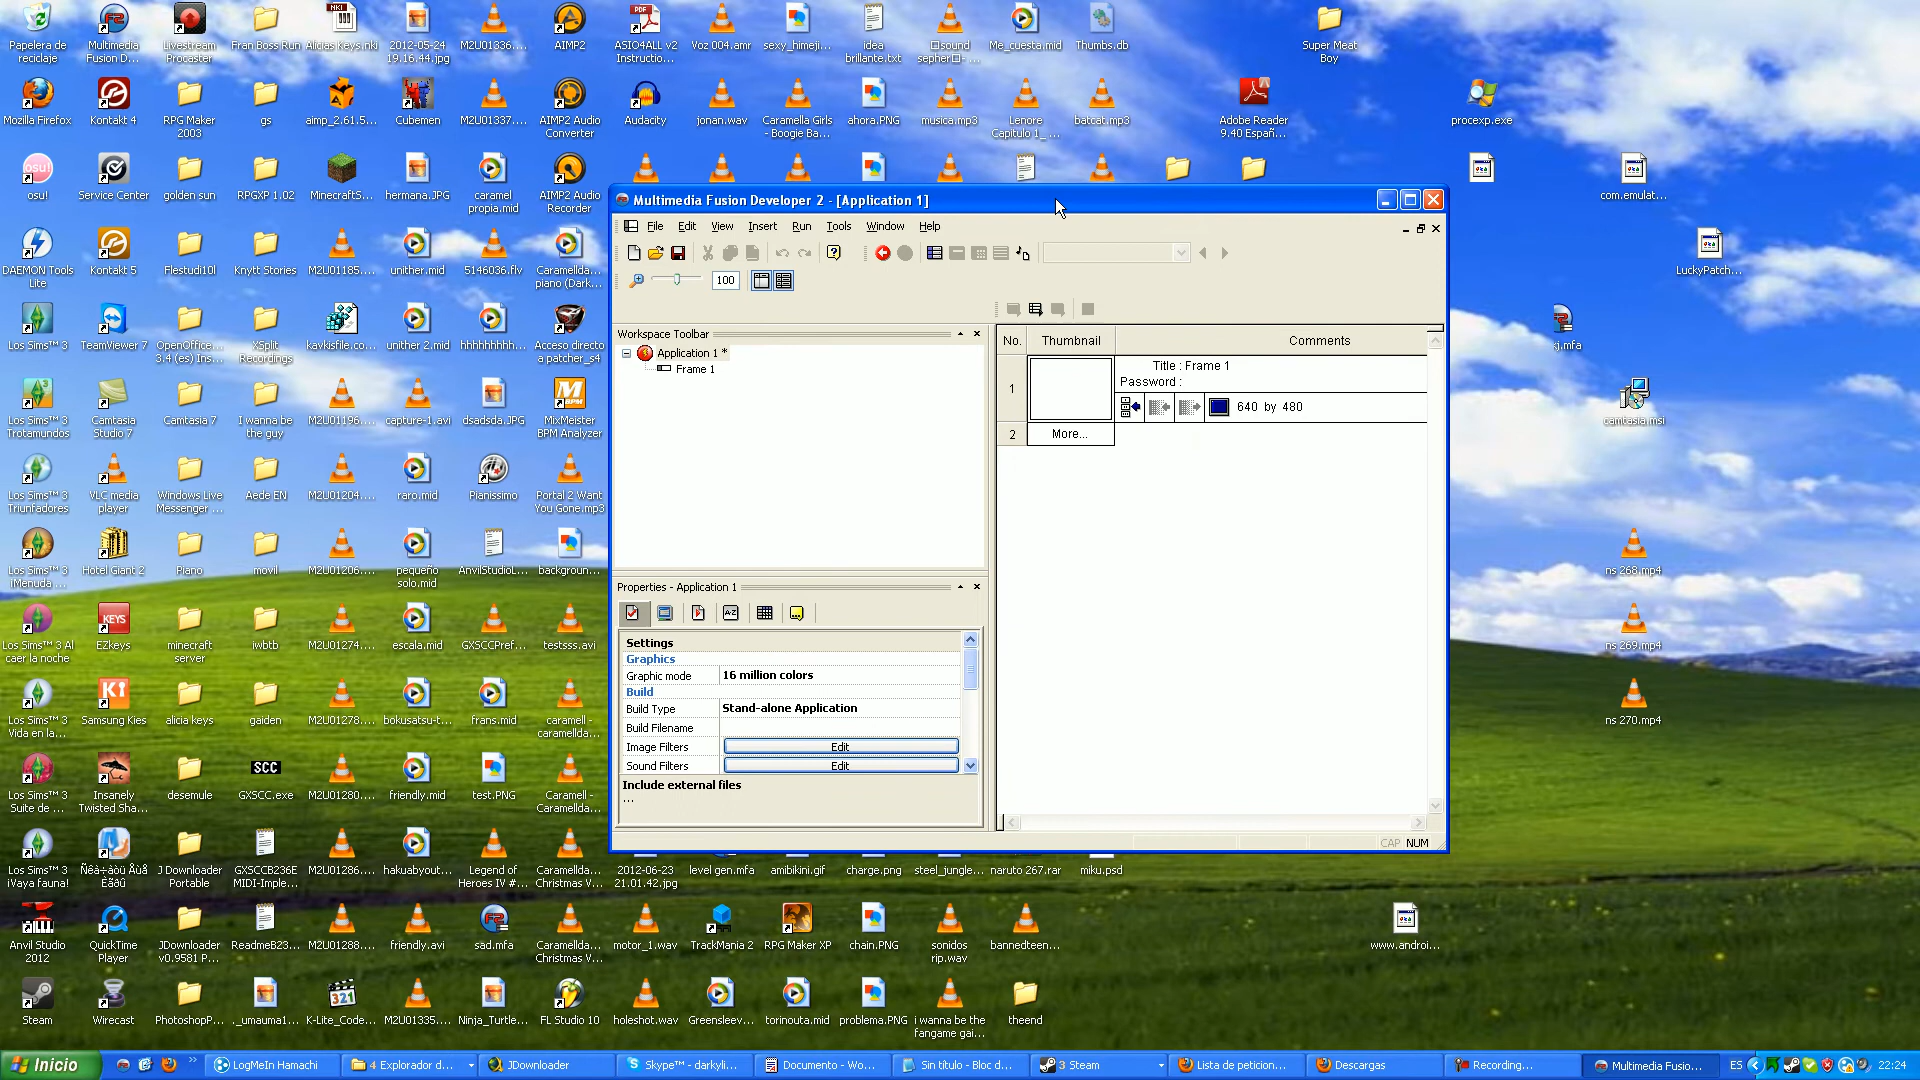 Papelera de reciclaje
Multimedia Fusion D...
Livestream Procaster
Fran Boss Run
Alicias Keys.nki
2012-05-24 19.16.44.jpg
M2U01336....
AIMP2
ASIO4ALL v2 Instructio...
Voz 004.amr
sexy_himeji...
idea brillante.txt
Me_cuesta.mid
Thumbs.db
Super Meat Boy
Mozilla Firefox
Kontakt 4
RPG Maker 2003
gs
aimp_2.61.5...
Cubemen
M2U01337....
AIMP2 Audio Converter
Audacity
jonan.wav
Caramella Girls - Boogie Ba...
ahora.PNG
musica.mp3
Lenore Capitulo 1_ ...
batcat.mp3
Adobe Reader 9.40 Españ...
procexp.exe
osu!
Service Center
golden sun
RPGXP 1.02
MinecraftS...
hermana.JPG
caramel propia.mid
AIMP2 Audio Recorder
com.emulat...
Multimedia Fusion Developer 2 - [Application 1]
File Edit View Insert Run Tools Window Help
100
DAEMON Tools Lite
Kontakt 5
Flestudi10l
Knytt Stories
M2U01185....
unither.mid
5146036.flv
Caramellda... piano (Dark...
LuckyPatch...
Workspace Toolbar
Application 1 *
Frame 1
No. Thumbnail Comments
1
Title : Frame 1
Password :
640 by 480
2 More...
Los Sims™ 3
TeamViewer 7
OpenOffice... 3.4 (es) Ins...
XSplit Recordings
kavkisfile.co...
unither 2.mid
hhhhhhhhh...
Acceso directo a patcher_s4
Los Sims™ 3 Trotamundos
Camtasia Studio 7
Camtasia 7
I wanna be the guy
M2U01196....
capture-1.avi
dsadsda.JPG
MixMeister BPM Analyzer
camtasia.msi
Los Sims™ 3 Triunfadores
VLC media player
Windows Live Messenger ...
Aede EN
M2U01204....
raro.mid
Pianissimo
Portal 2 Want You Gone.mp3
Los Sims™ 3 ¡Menuda ...
Hotel Giant 2
Piano
movil
M2U01206....
pequeño solo.mid
AnvilStudioL...
backgroun...
ns 268.mp4
Properties - Application 1
Settings
Graphics
Graphic mode 16 million colors
Build
Build Type Stand-alone Application
Build Filename
Image Filters Edit
Sound Filters Edit
Include external files
...
CAP NUM
Los Sims™ 3 Al caer la noche
EZkeys
minecraft server
iwbtb
M2U01274....
escala.mid
GXSCCPref...
testsss.avi
ns 269.mp4
Los Sims™ 3 Vida en la...
Samsung Kies
alicia keys
gaiden
M2U01278....
bokusatsu-t...
frans.mid
caramell - caramellda...
ns 270.mp4
Los Sims™ 3 Suite de ...
Insanely Twisted Sha...
desemule
SCC
GXSCC.exe
M2U01280....
friendly.mid
test.PNG
Caramell - Caramellda...
Los Sims™ 3 ¡Vaya fauna!
Ñêà÷àòü Åùå Èãðû
J Downloader Portable
GXSCCB236E MIDI-Imple...
M2U01286....
hakuabyout...
Legend of Heroes IV #...
Caramellda... Christmas V...
2012-06-23 21.01.42.jpg
level gen.mfa
amibikini.gif
charge.png
steel_jungle...
naruto 267.rar
miku.psd
Anvil Studio 2012
QuickTime Player
JDownloader v0.9581 P...
ReadmeB23...
M2U01288....
friendly.avi
sad.mfa
Caramellda... Christmas V...
motor_1.wav
TrackMania 2
RPG Maker XP
chain.PNG
sonidos rip.wav
bannedteen...
www.androi...
Steam
Wirecast
PhotoshopP...
._umauma1...
K-Lite_Code...
M2U01335....
Ninja_Turtle...
FL Studio 10
holeshot.wav
Greensleev...
torinouta.mid
problema.PNG
i wanna be the fangame gai...
theend
Inicio
LogMeIn Hamachi
4 Explorador d...
JDownloader
Skype™ - darkyli...
Documento - Wo...
Sin título - Bloc d...
3 Steam
Lista de peticion...
Descargas
Recording...
Multimedia Fusio...
ES
22:24